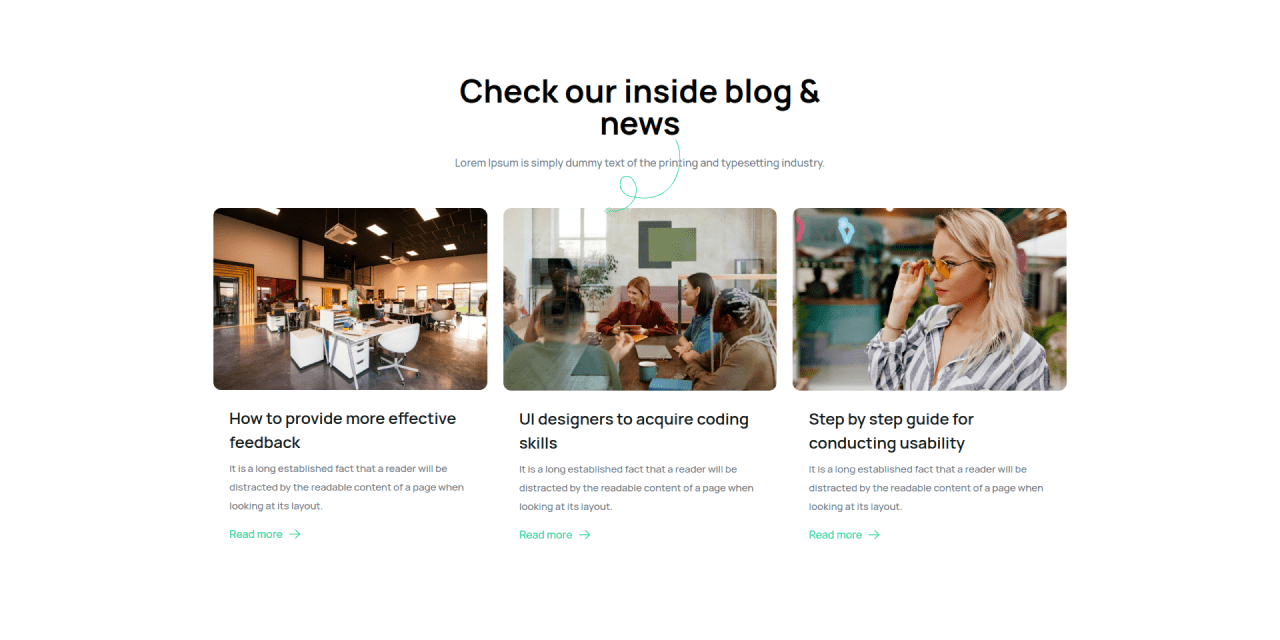 Check our inside blog &
news
Lorem Ipsum is simply dummy text of the printing and typesetting industry.
How to provide more effective
feedback
It is a long established fact that a reader will be
distracted by the readable content of a page when
looking at its layout.
Read more
UI designers to acquire coding
skills
It is a long established fact that a reader will be
distracted by the readable content of a page when
looking at its layout.
Read more
Step by step guide for
conducting usability
It is a long established fact that a reader will be
distracted by the readable content of a page when
looking at its layout.
Read more